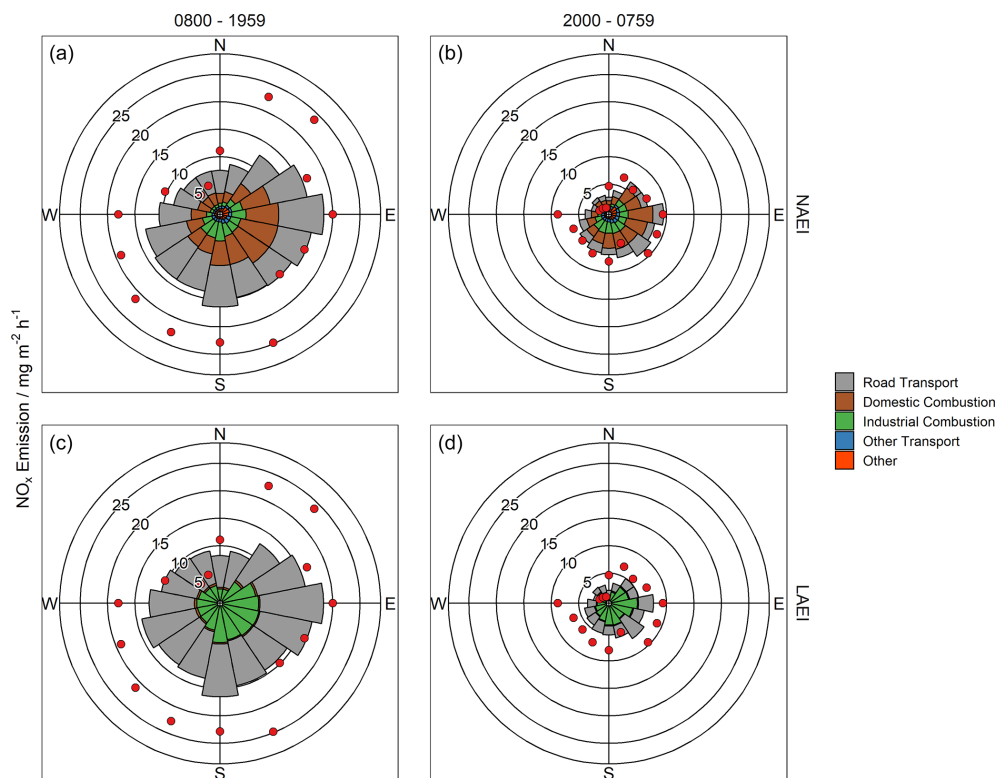 0800 - 1959
2000 - 0759
(a)
N
25
20
15
10
5
W
E
S
(b)
N
25
20
15
10
5
W
E
S
NAEI
NOx Emission / mg m⁻² h⁻¹
Road Transport
Domestic Combustion
Industrial Combustion
Other Transport
Other
(c)
N
25
20
15
10
5
W
E
S
(d)
N
25
20
15
10
5
W
E
S
LAEI